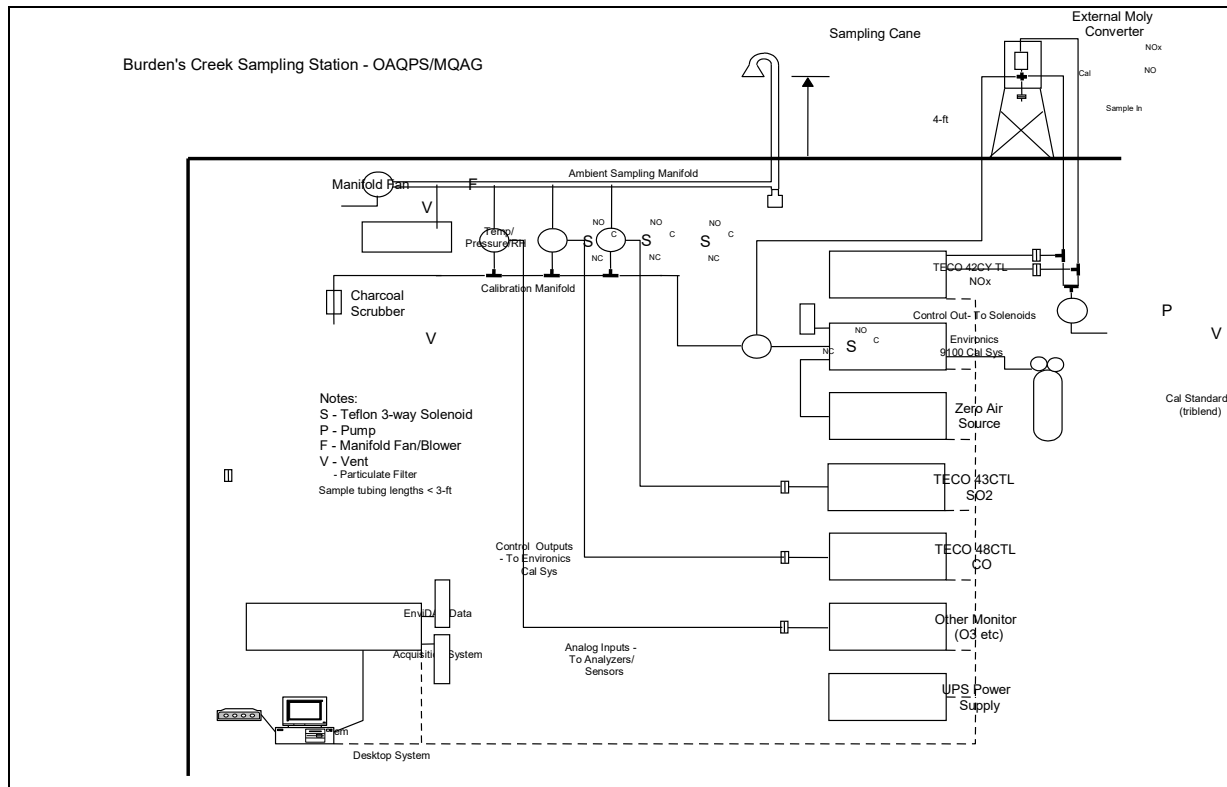 External Moly
Converter
Sampling Cane
NOx
Burden's Creek Sampling Station - OAQPS/MQAG
Cal
NO
Sample In
4-ft
Ambient Sampling Manifold
Manifold Fan
F
V
Temp/
Pressure/RH
NO
S
C
NC
NO
S
C
NC
NO
S
C
NC
TECO 42CY TL
NOx
Calibration Manifold
Charcoal
Scrubber
Control Out- To Solenoids
P
V
V
NO
S
C
NC
Environics
9100 Cal Sys
Cal Standard
(triblend)
Zero Air
Source
Notes:
S - Teflon 3-way Solenoid
P - Pump
F - Manifold Fan/Blower
V - Vent
- Particulate Filter
Sample tubing lengths < 3-ft
TECO 43CTL
SO2
Control Outputs
- To Environics
Cal Sys
TECO 48CTL
CO
Data
Acquisition System
Other Monitor
(O3 etc)
Analog Inputs -
To Analyzers/
Sensors
UPS Power
Supply
Desktop System